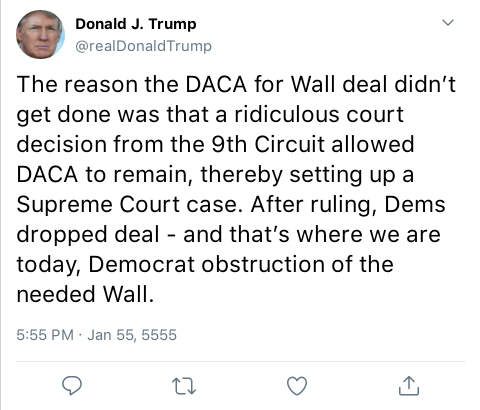 Donald J. Trump
@realDonaldTrump
The reason the DACA for Wall deal didn't
get done was that a ridiculous court
decision from the 9th Circuit allowed
DACA to remain, thereby setting up a
Supreme Court case. After ruling, Dems
dropped deal - and that's where we are
today, Democrat obstruction of the
needed Wall.
5:55 PM · Jan 55, 5555